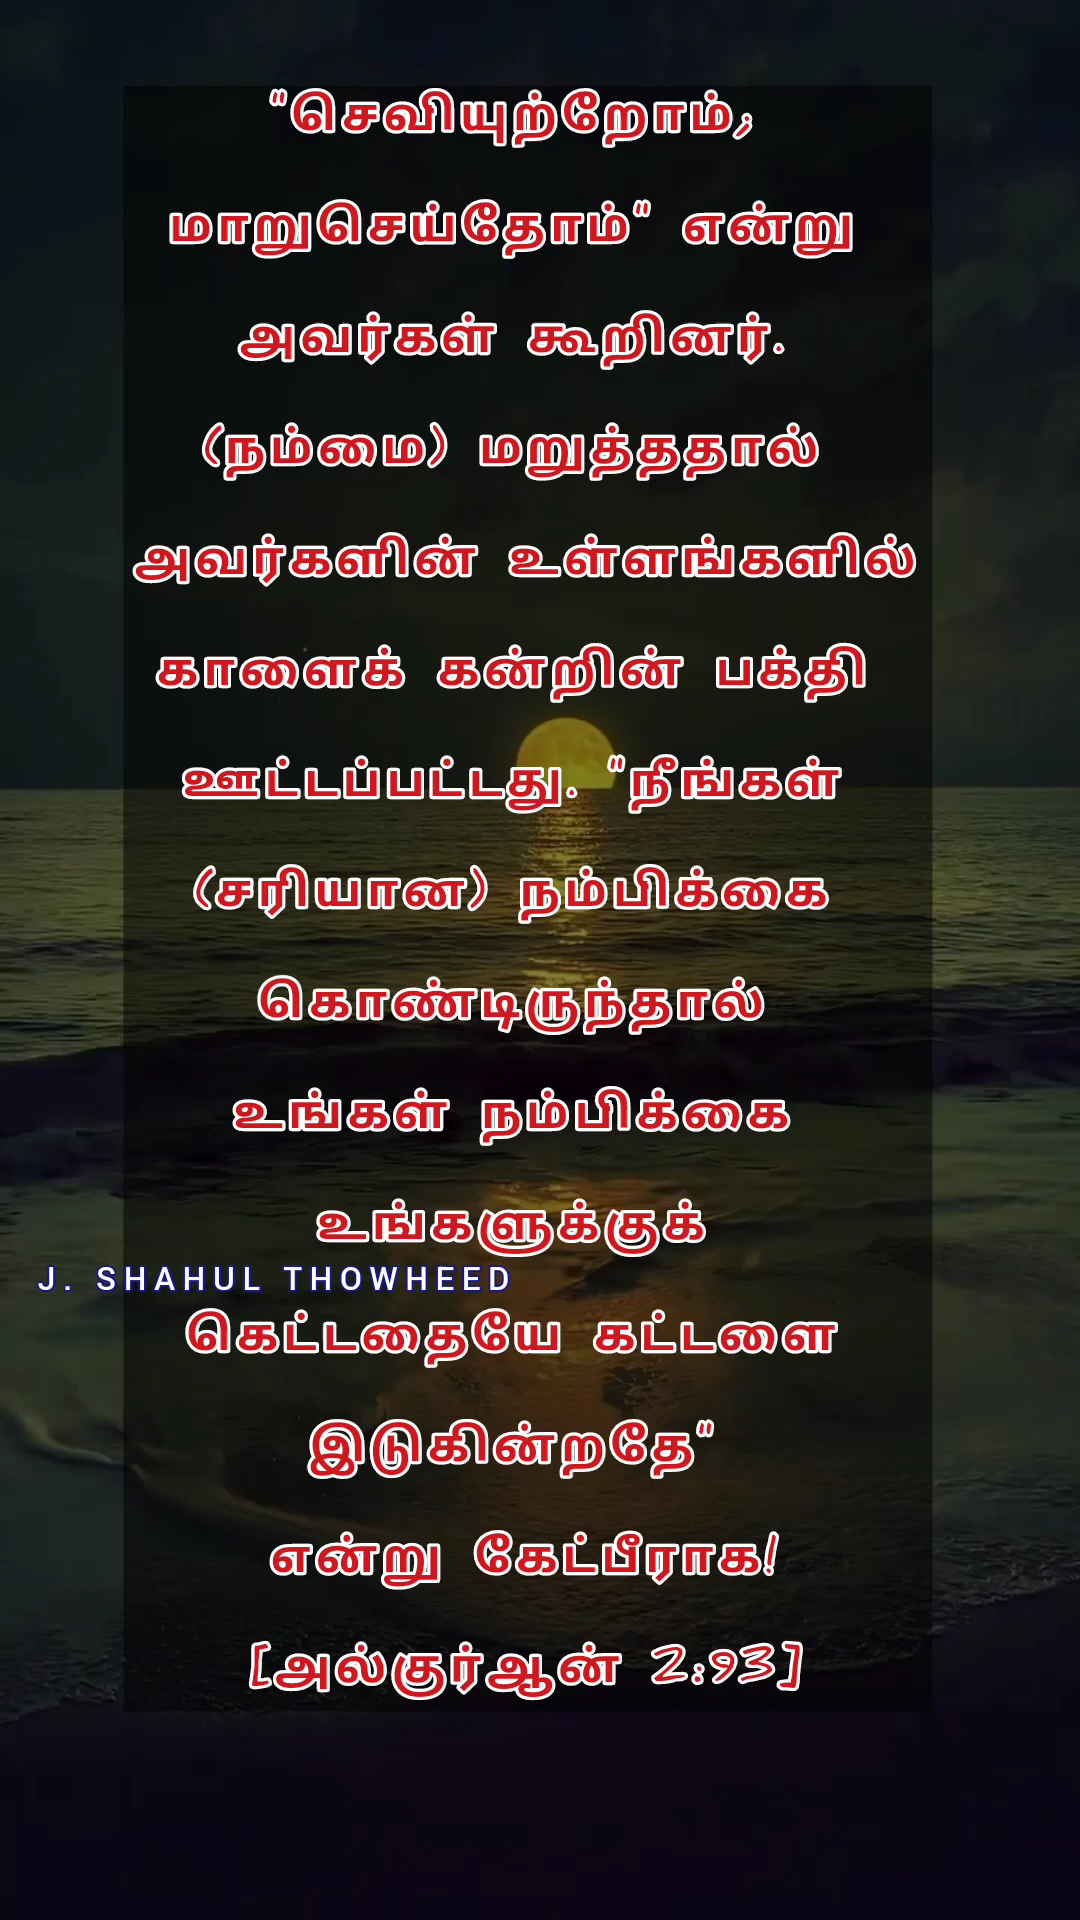 "செவியுற்றோம்;
மாறுசெய்தோம்" என்று
அவர்கள் கூறினர்.
(நம்மை) மறுத்ததால்
அவர்களின் உள்ளங்களில்
காளைக் கன்றின் பக்தி
ஊட்டப்பட்டது. "நீங்கள்
(சரியான) நம்பிக்கை
கொண்டிருந்தால்
உங்கள் நம்பிக்கை
உங்களுக்குக்
J. SHAHUL THOWHEED
கெட்டதையே கட்டளை
இடுகின்றதே"
என்று கேட்பீராக!
[அல்குர்ஆன் 2:93]